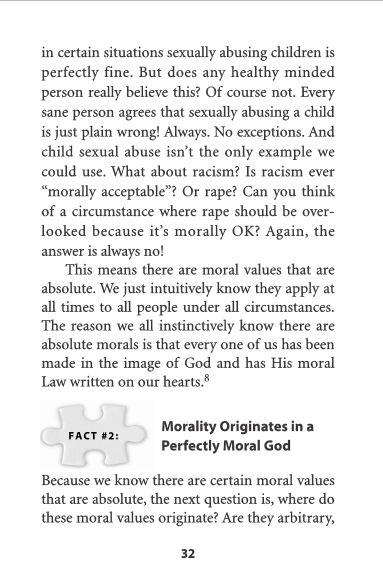 in certain situations sexually abusing children is
perfectly fine. But does any healthy minded
person really believe this? Of course not. Every
sane person agrees that sexually abusing a child
is just plain wrong! Always. No exceptions. And
child sexual abuse isn't the only example we
could use. What about racism? Is racism ever
"morally acceptable"? Or rape? Can you think
of a circumstance where rape should be over-
looked because it's morally OK? Again, the
answer is always no!
This means there are moral values that are
absolute. We just intuitively know they apply at
all times to all people under all circumstances.
The reason we all instinctively know there are
absolute morals is that every one of us has been
made in the image of God and has His moral
Law written on our hearts.8
FACT #2:
Morality Originates in a
Perfectly Moral God
Because we know there are certain moral values
that are absolute, the next question is, where do
these moral values originate? Are they arbitrary,
32